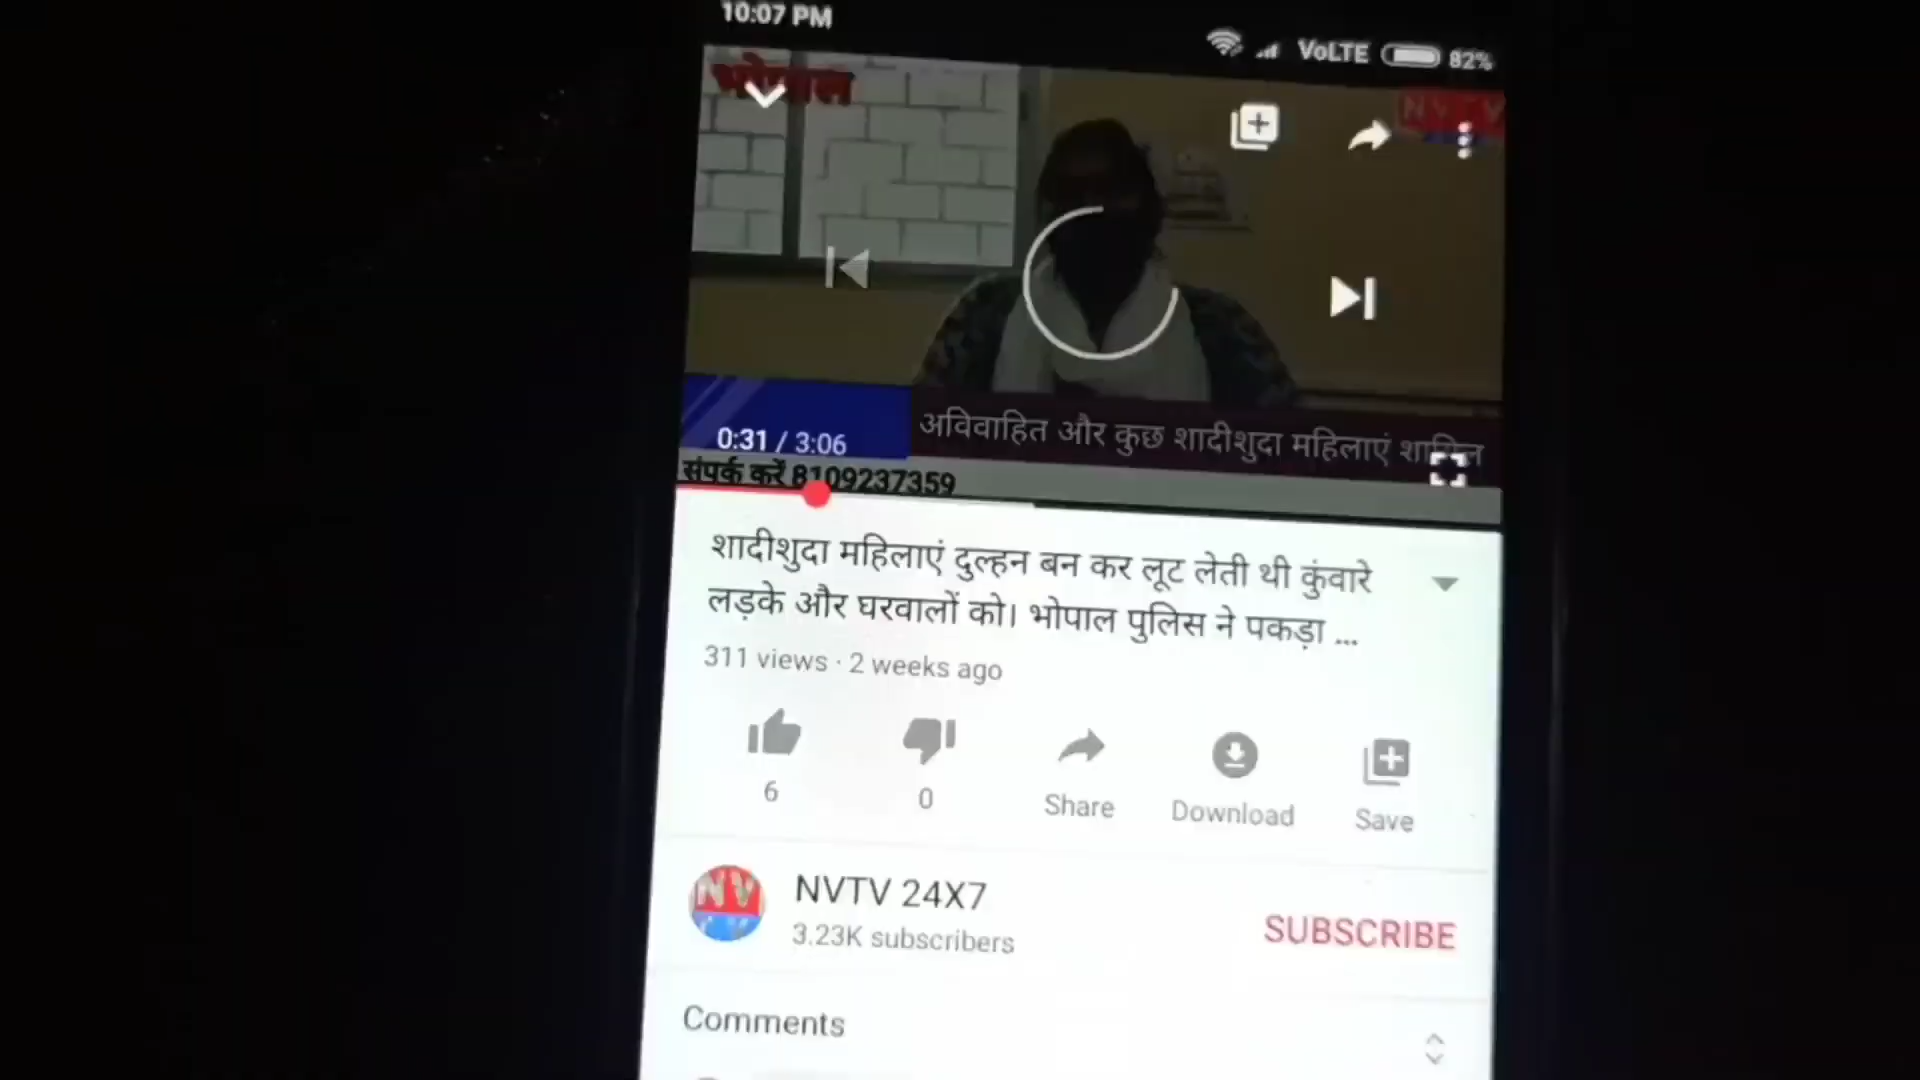 10:07 PM
VoLTE 82%
भोपाल
NVTV
अविवाहित और कुछ शादीशुदा महिलाएं शामिल
0:31 / 3:06
संपर्क करें 8109237359
शादीशुदा महिलाएं दुल्हन बन कर लूट लेती थी कुंवारे
लड़के और घरवालों को। भोपाल पुलिस ने पकड़ा ...
311 views · 2 weeks ago
6
0
Share
Download
Save
NV
NVTV 24X7
3.23K subscribers
SUBSCRIBE
Comments